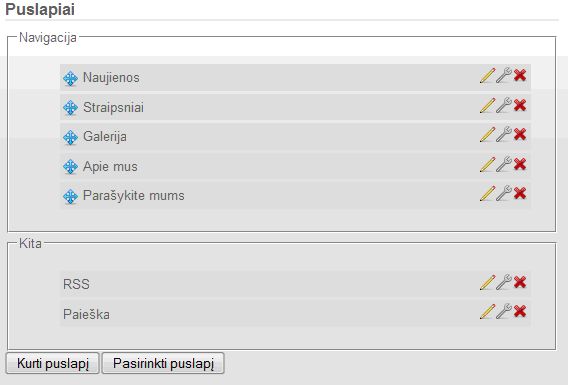 Puslapiai
Navigacija
Naujienos
Straipsniai
Galerija
Apie mus
Parašykite mums
Kita
RSS
Paieška
Kurti puslapį Pasirinkti puslapį